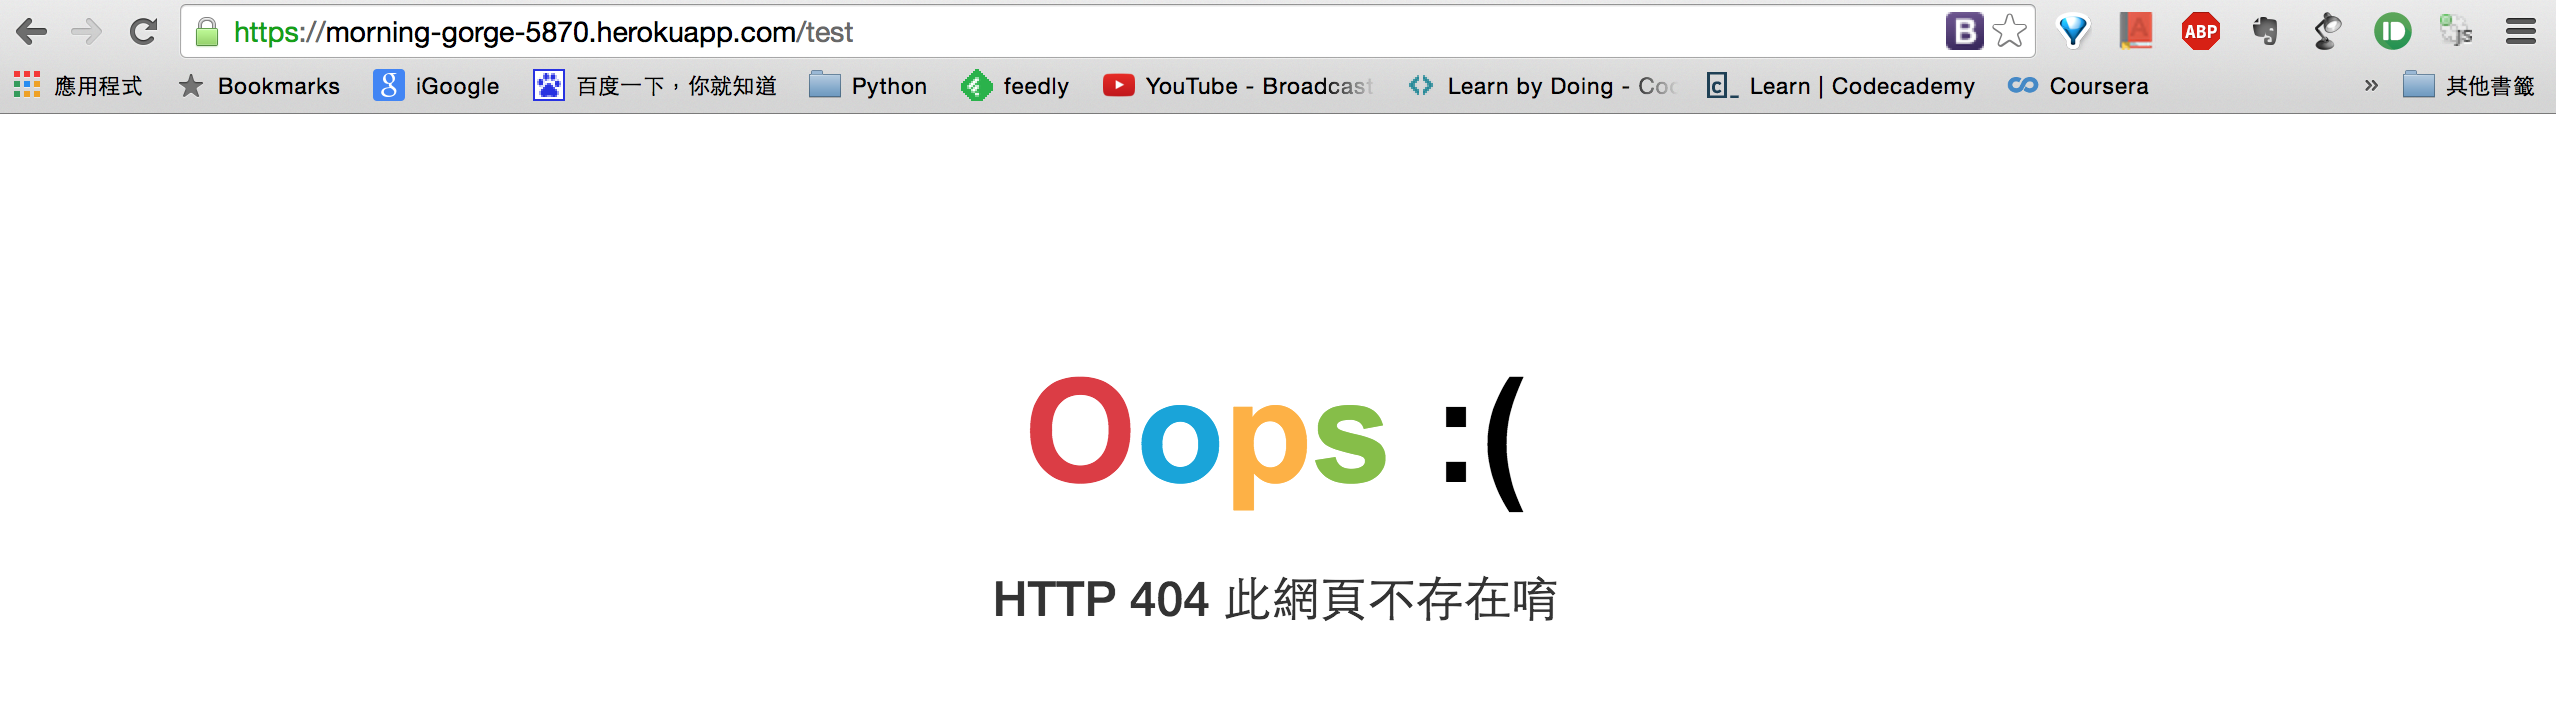 https://morning-gorge-5870.herokuapp.com/test
B ABP js
應用程式 Bookmarks g iGoogle 百度一下，你就知道 Python feedly YouTube - Broadcast Learn by Doing - Coc c_ Learn | Codecademy Coursera » 其他書籤
Oops :(
HTTP 404 此網頁不存在唷